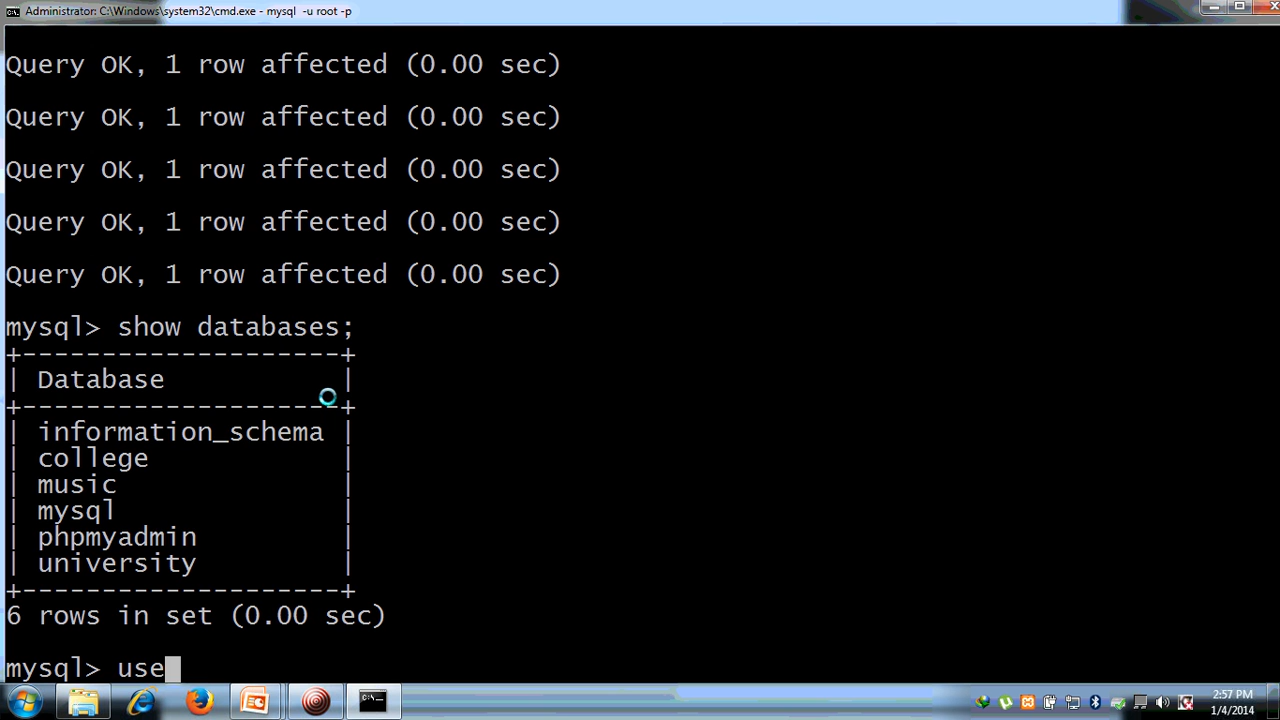 Administrator: C:\Windows\system32\cmd.exe - mysql  -u root -p
Query OK, 1 row affected (0.00 sec)
Query OK, 1 row affected (0.00 sec)
Query OK, 1 row affected (0.00 sec)
Query OK, 1 row affected (0.00 sec)
Query OK, 1 row affected (0.00 sec)
mysql> show databases;
+--------------------+
| Database           |
+--------------------+
| information_schema |
| college            |
| music              |
| mysql              |
| phpmyadmin         |
| university         |
+--------------------+
6 rows in set (0.00 sec)
mysql> use
2:57 PM
1/4/2014